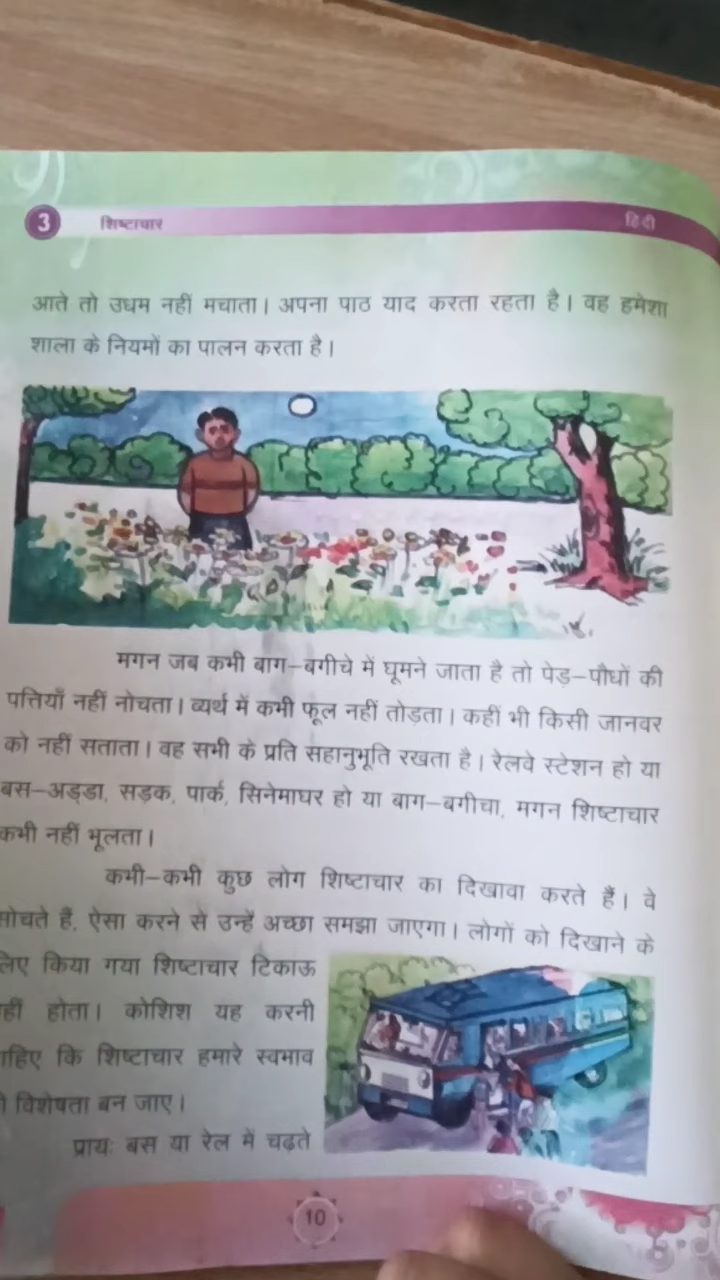 3 शिष्टाचार हिंदी
आते तो उधम नहीं मचाता। अपना पाठ याद करता रहता है। वह हमेशा
शाला के नियमों का पालन करता है।
मगन जब कभी बाग-बगीचे में घूमने जाता है तो पेड़-पौधों की
पत्तियाँ नहीं नोचता। व्यर्थ में कभी फूल नहीं तोड़ता। कहीं भी किसी जानवर
को नहीं सताता। वह सभी के प्रति सहानुभूति रखता है। रेलवे स्टेशन हो या
बस-अड्डा, सड़क, पार्क, सिनेमाघर हो या बाग-बगीचा, मगन शिष्टाचार
कभी नहीं भूलता।
कभी-कभी कुछ लोग शिष्टाचार का दिखावा करते हैं। वे
सोचते हैं, ऐसा करने से उन्हें अच्छा समझा जाएगा। लोगों को दिखाने के
लिए किया गया शिष्टाचार टिकाऊ
होता। कोशिश यह करनी
कि शिष्टाचार हमारे स्वभाव
विशेषता बन जाए।
प्रायः बस या रेल में चढ़ते
10